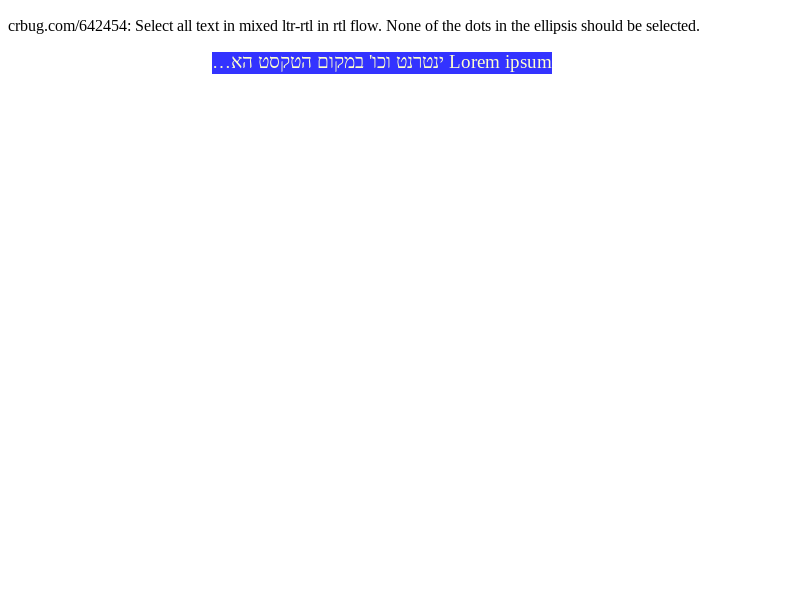 crbug.com/642454: Select all text in mixed ltr-rtl in rtl flow. None of the dots in the ellipsis should be selected.
Lorem ipsum ינטרנט וכו' במקום הטקסט הא…